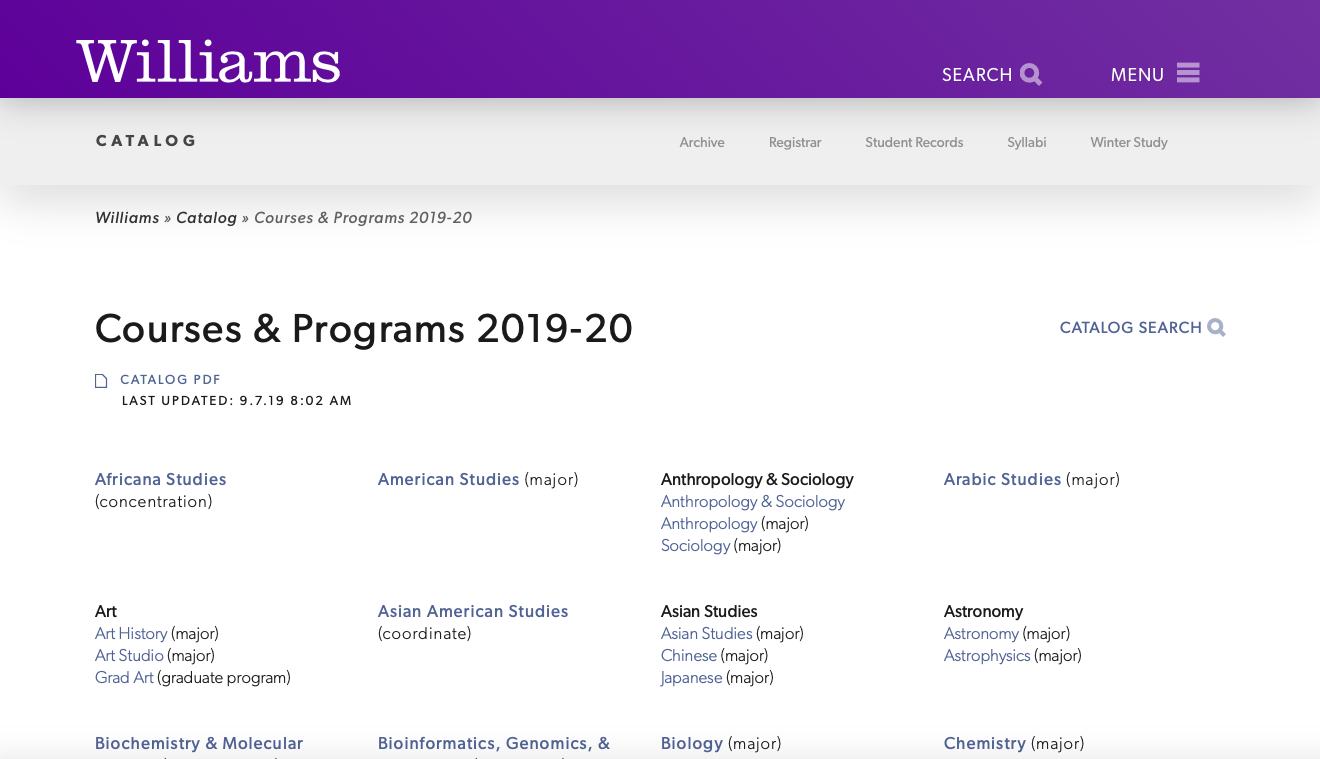 Williams
SEARCH
MENU
CATALOG
Archive
Registrar
Student Records
Syllabi
Winter Study
Williams » Catalog » Courses & Programs 2019-20
Courses & Programs 2019-20
CATALOG SEARCH
CATALOG PDF
LAST UPDATED: 9.7.19 8:02 AM
Africana Studies
(concentration)
American Studies (major)
Anthropology & Sociology
Anthropology & Sociology
Anthropology (major)
Sociology (major)
Arabic Studies (major)
Art
Art History (major)
Art Studio (major)
Grad Art (graduate program)
Asian American Studies
(coordinate)
Asian Studies
Asian Studies (major)
Chinese (major)
Japanese (major)
Astronomy
Astronomy (major)
Astrophysics (major)
Biochemistry & Molecular
Bioinformatics, Genomics, &
Biology (major)
Chemistry (major)